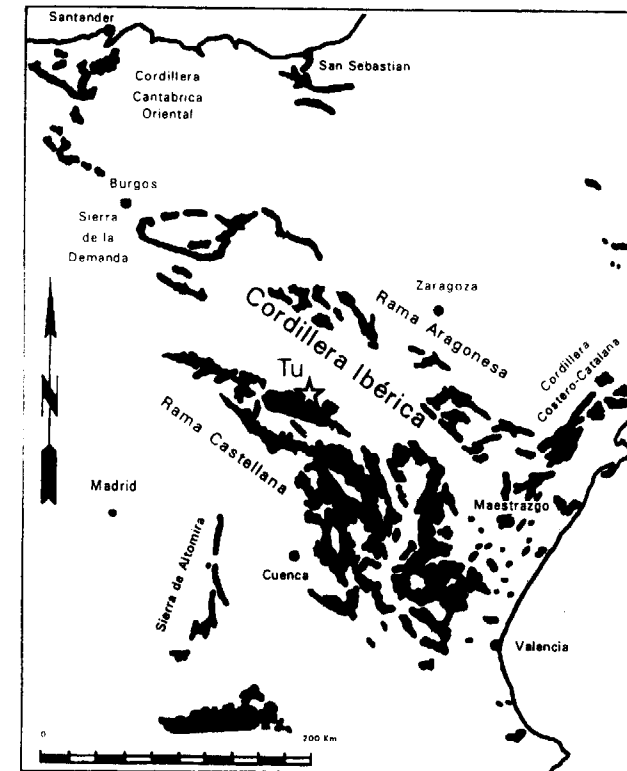 Santander
San Sebastian
Cordillera
Cantabrica
Oriental
Burgos
Sierra
de la
Demanda
Zaragoza
Rama Aragonesa
Cordillera Ibérica
Cordillera
Costero-Catalana
Tu
Rama Castellana
N
Madrid
Maestrazgo
Sierra de Altomira
Cuenca
Valencia
0
200 Km